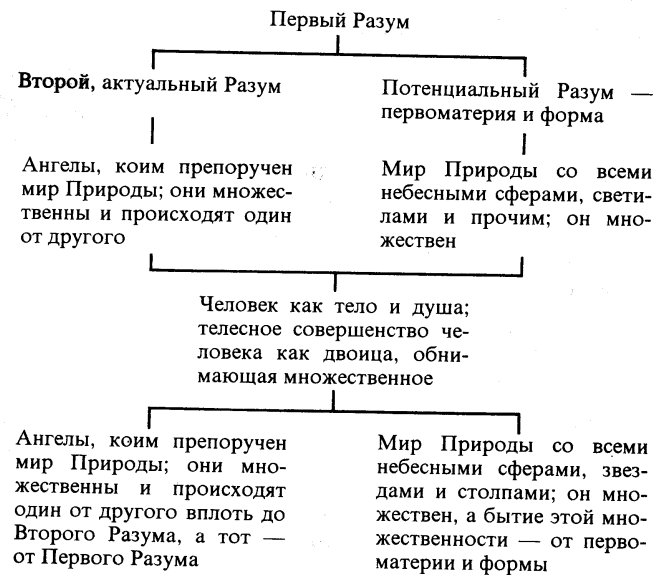 Первый Разум
Второй, актуальный Разум
Потенциальный Разум —
первоматерия и форма
Ангелы, коим препоручен
мир Природы; они множес-
твенны и происходят один
от другого
Мир Природы со всеми
небесными сферами, свети-
лами и прочим; он мно-
жествен
Человек как тело и душа;
телесное совершенство че-
ловека как двоица, обни-
мающая множественное
Ангелы, коим препоручен
мир Природы; они мно-
жественны и происходят
один от другого вплоть до
Второго Разума, а тот —
от Первого Разума
Мир Природы со всеми
небесными сферами, звез-
дами и столпами; он мно-
жествен, а бытие этой мно-
жественности — от перво-
материи и формы